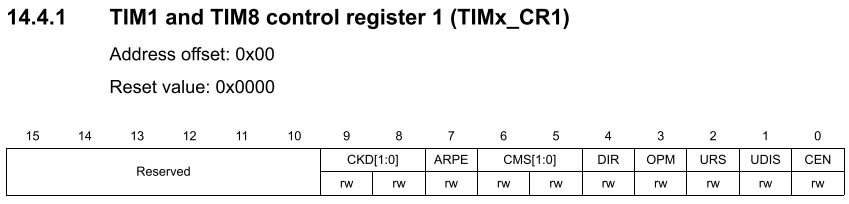 14.4.1 TIM1 and TIM8 control register 1 (TIMx_CR1)
Address offset: 0x00
Reset value: 0x0000
15 14 13 12 11 10 9 8 7 6 5 4 3 2 1 0
Reserved CKD[1:0] ARPE CMS[1:0] DIR OPM URS UDIS CEN
rw rw rw rw rw rw rw rw rw rw